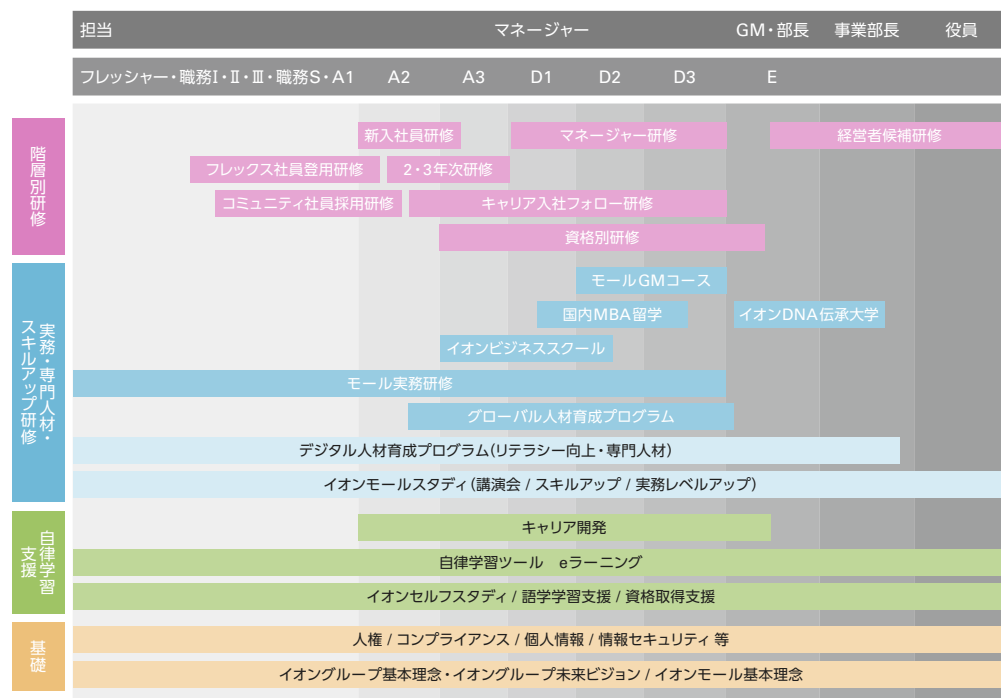 担当 マネージャー GM・部長 事業部長 役員
フレッシャー・職務Ⅰ・Ⅱ・Ⅲ・職務S・A1 A2 A3 D1 D2 D3 E
階層別研修
新入社員研修 マネージャー研修 経営者候補研修
フレックス社員登用研修 2・3年次研修
コミュニティ社員採用研修 キャリア入社フォロー研修
資格別研修
実務・専門人材・
スキルアップ研修
モールGMコース
国内MBA留学 イオンDNA伝承大学
イオンビジネススクール
モール実務研修
グローバル人材育成プログラム
デジタル人材育成プログラム(リテラシー向上・専門人材)
イオンモールスタディ(講演会 / スキルアップ / 実務レベルアップ)
自律学習
支援
キャリア開発
自律学習ツール　eラーニング
イオンセルフスタディ / 語学学習支援 / 資格取得支援
基礎
人権 / コンプライアンス / 個人情報 / 情報セキュリティ 等
イオングループ基本理念・イオングループ未来ビジョン / イオンモール基本理念